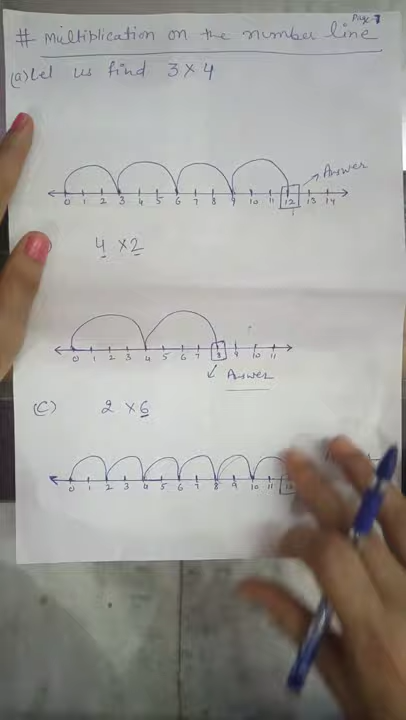 Page-7
# Multiplication on the number line
(a) Let us find 3 × 4
Answer
0 1 2 3 4 5 6 7 8 9 10 11 12 13 14
4 × 2
0 1 2 3 4 5 6 7 8 9 10 11
Answer
(C) 2 × 6
0 1 2 3 4 5 6 7 8 9 10 11